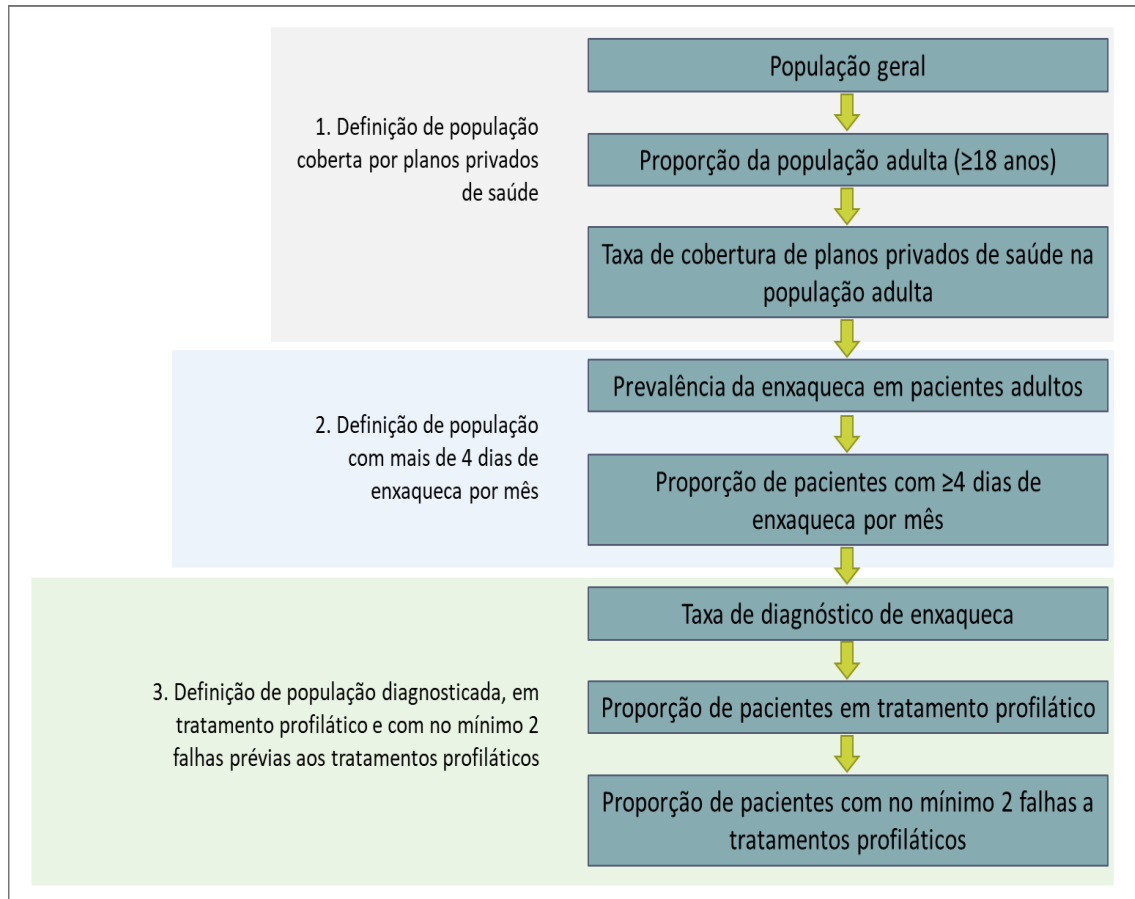 População geral
1. Definição de população
coberta por planos privados
de saúde
Proporção da população adulta (≥18 anos)
Taxa de cobertura de planos privados de saúde na
população adulta
Prevalência da enxaqueca em pacientes adultos
2. Definição de população
com mais de 4 dias de
enxaqueca por mês
Proporção de pacientes com ≥4 dias de
enxaqueca por mês
Taxa de diagnóstico de enxaqueca
3. Definição de população diagnosticada, em
tratamento profilático e com no mínimo 2
falhas prévias aos tratamentos profiláticos
Proporção de pacientes em tratamento profilático
Proporção de pacientes com no mínimo 2 falhas a
tratamentos profiláticos